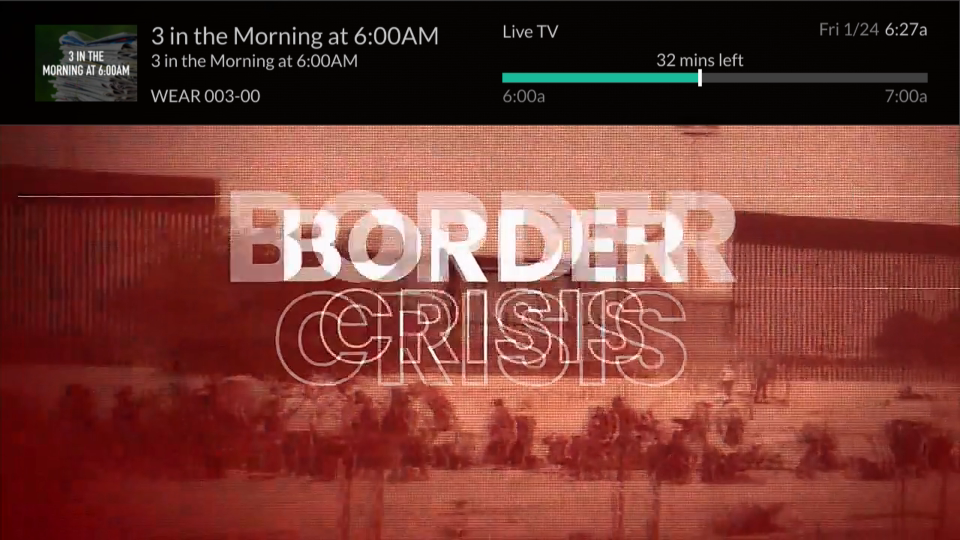 3 IN THE
MORNING AT 6:00AM
3 in the Morning at 6:00AM
3 in the Morning at 6:00AM
WEAR 003-00
Live TV
Fri 1/24 6:27a
32 mins left
6:00a
7:00a
BORDER
CRISIS